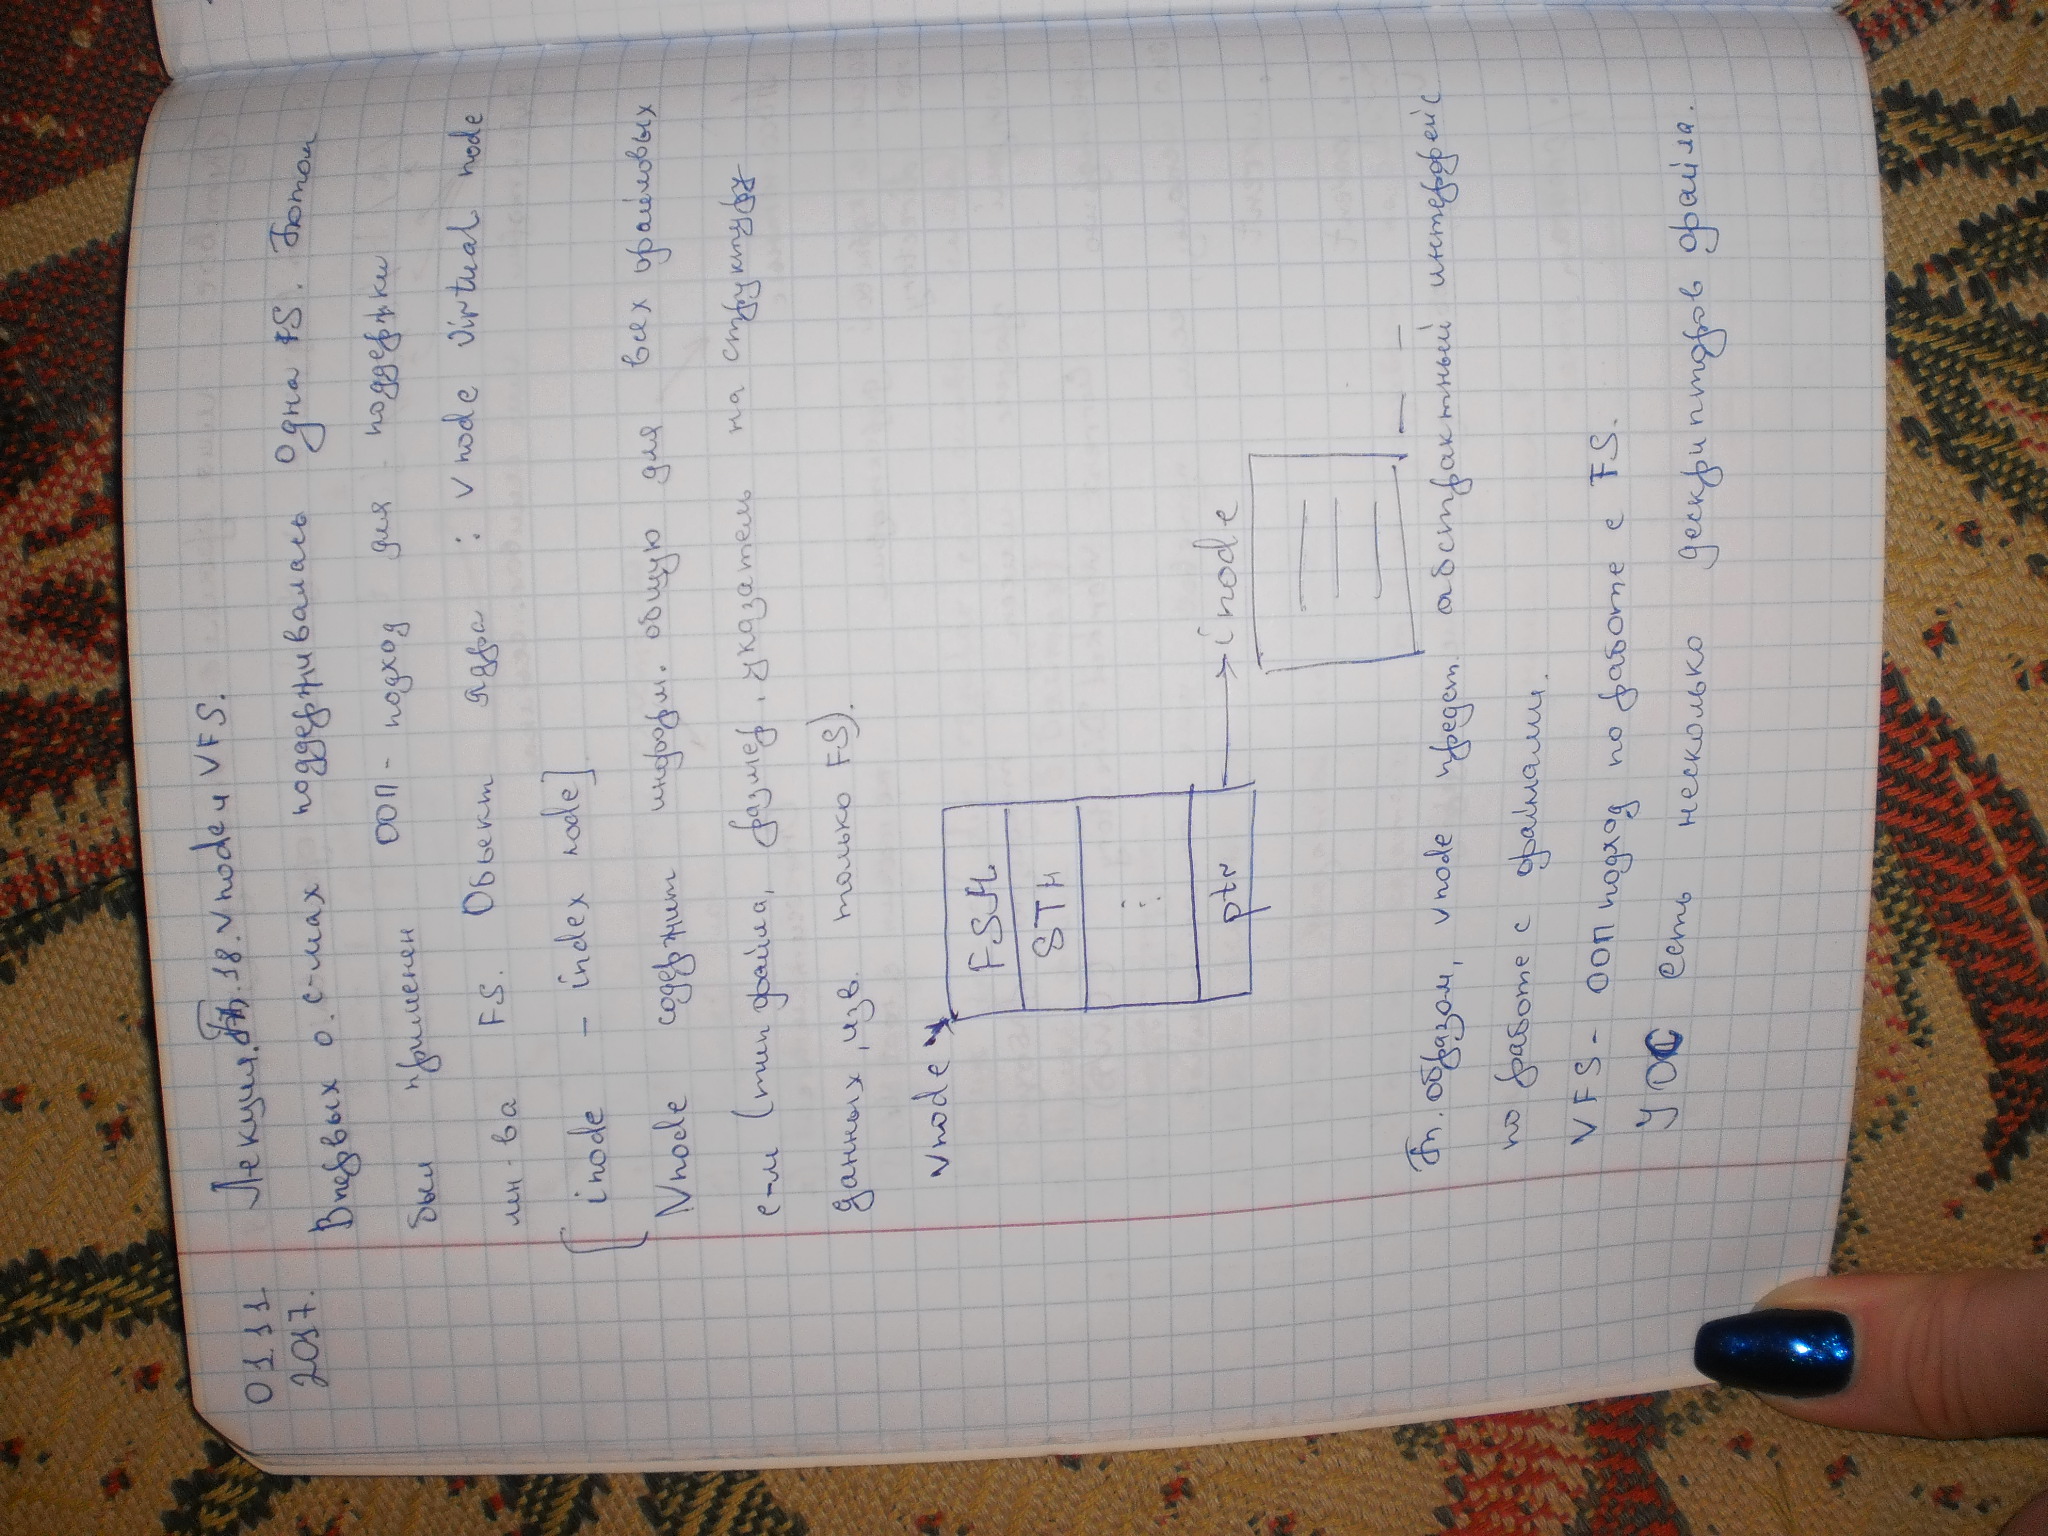 01 11
2017.
Лекция. 18. Vnode и VFS.
В первых о. с-мах поддерживалась одна FS. Потом
был применен ООП - подход для поддержки
мн-ва FS. Объект ядра : vnode virtual node
[ inode - index node]
Vnode содержит информ. общую для всех файловых
с-м (тип файла, размер, указатель на структуру
данных, изв. только FS).
vnode
FSH
STH
⋮
ptr
→ inode
Т. образом, vnode предст. абстрактный интерфейс
по работе с файлами.
VFS - ООП подход по работе с FS.
У ОС есть несколько дескрипторов файла.